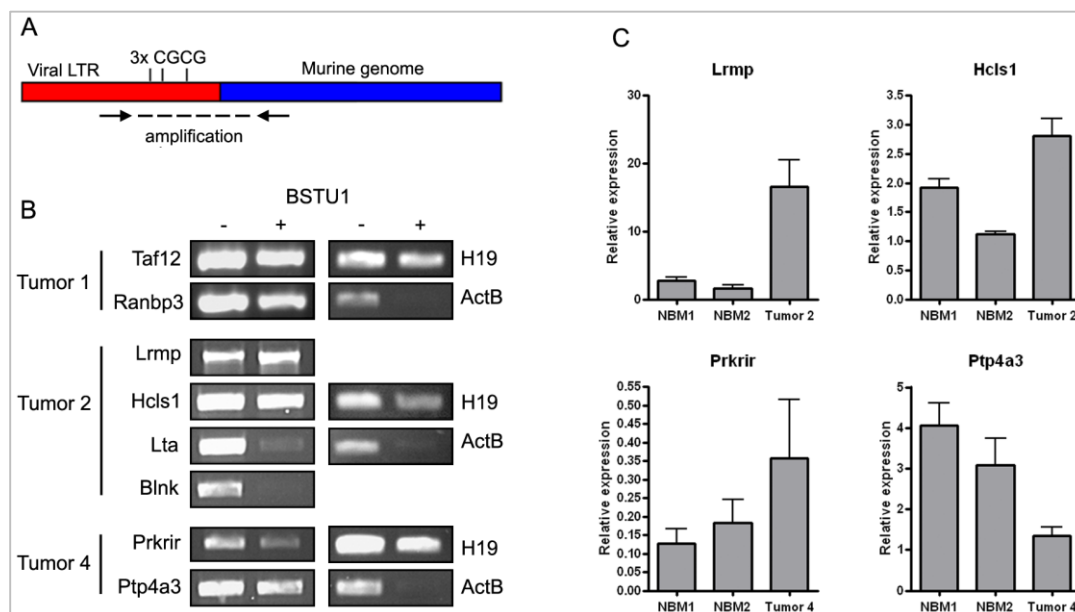 A
Viral LTR
3x CGCG
Murine genome
amplification
B
BSTU1
- + - +
Tumor 1
Taf12
H19
Ranbp3
ActB
Tumor 2
Lrmp
Hcls1
H19
Lta
ActB
Blnk
Tumor 4
Prkrir
H19
Ptp4a3
ActB
C
Lrmp
Relative expression
30
20
10
0
NBM1 NBM2 Tumor 2
Hcls1
Relative expression
3.5
3.0
2.5
2.0
1.5
1.0
0.5
0.0
NBM1 NBM2 Tumor 2
Prkrir
Relative expression
0.55
0.50
0.45
0.40
0.35
0.30
0.25
0.20
0.15
0.10
0.05
0.00
NBM1 NBM2 Tumor 4
Ptp4a3
Relative expression
5
4
3
2
1
0
NBM1 NBM2 Tumor 4